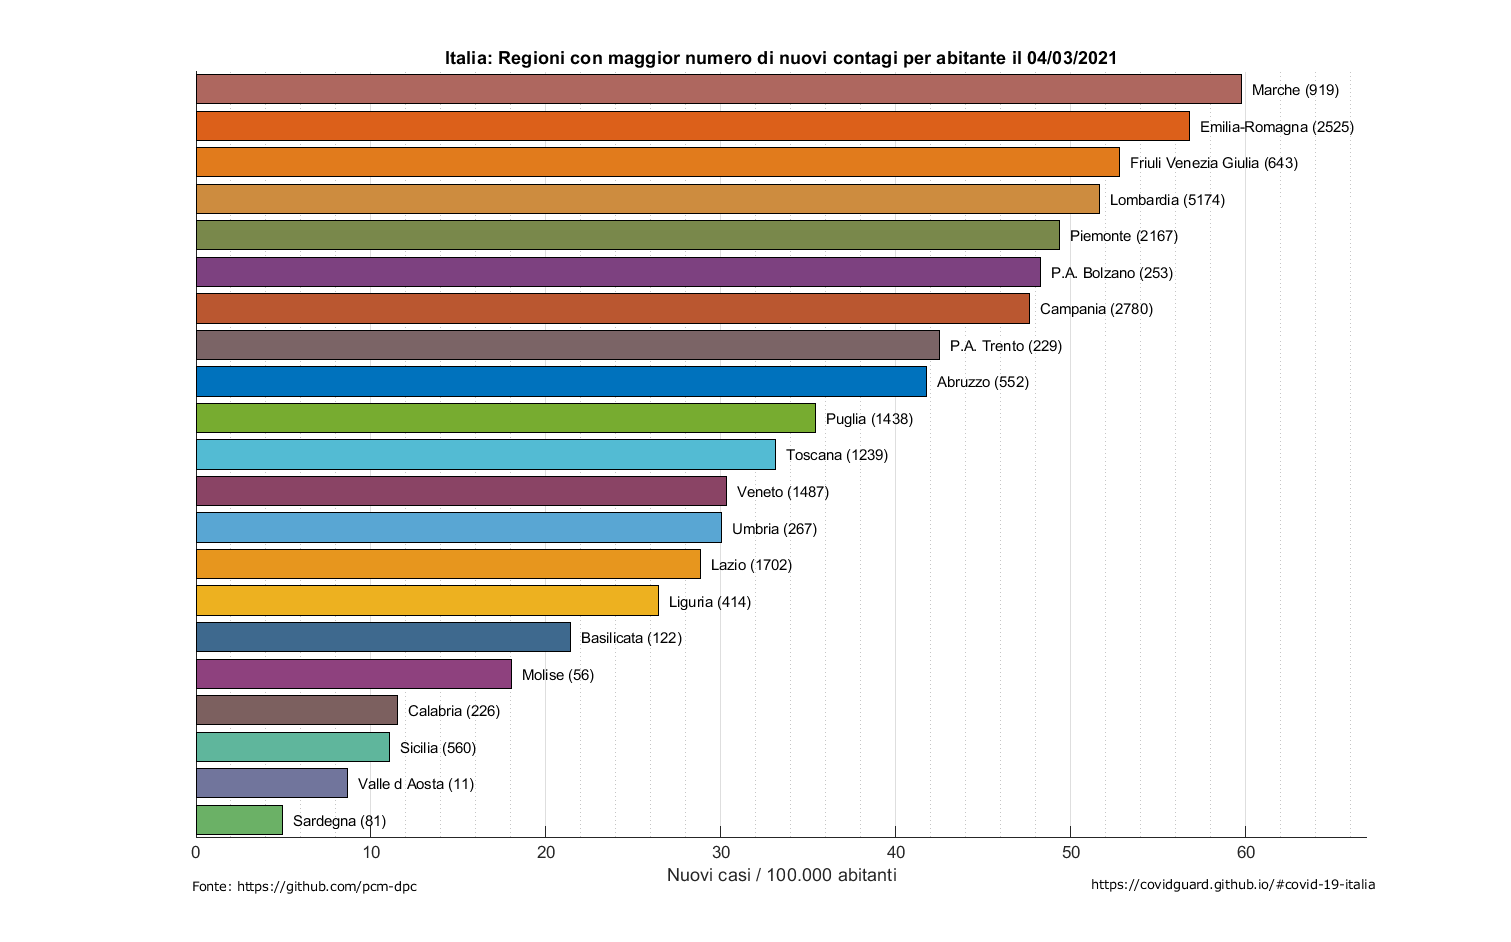 Italia: Regioni con maggior numero di nuovi contagi per abitante il 04/03/2021
Marche (919)
Emilia-Romagna (2525)
Friuli Venezia Giulia (643)
Lombardia (5174)
Piemonte (2167)
P.A. Bolzano (253)
Campania (2780)
P.A. Trento (229)
Abruzzo (552)
Puglia (1438)
Toscana (1239)
Veneto (1487)
Umbria (267)
Lazio (1702)
Liguria (414)
Basilicata (122)
Molise (56)
Calabria (226)
Sicilia (560)
Valle d Aosta (11)
Sardegna (81)
0 10 20 30 40 50 60
Nuovi casi / 100.000 abitanti
Fonte: https://github.com/pcm-dpc
https://covidguard.github.io/#covid-19-italia